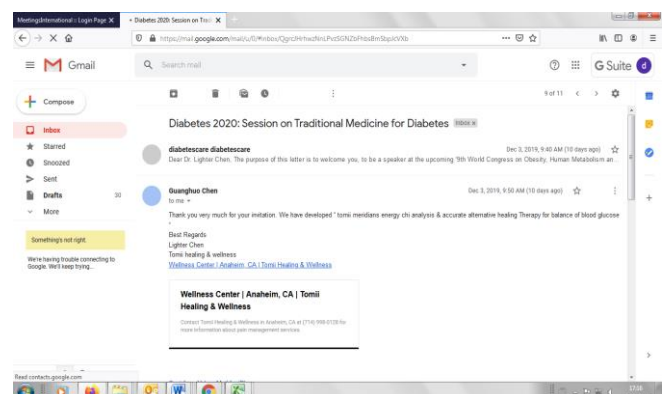 MeetingsInternational :: Login Page X
Diabetes 2020: Session on Trad X
https://mail.google.com/mail/u/0/#inbox/
Gmail
Search mail
G Suite
d
Compose
9 of 11
Inbox
Starred
Snoozed
Sent
Drafts 30
More
Something's not right.
We're having trouble connecting to
Google. We'll keep trying...
Diabetes 2020: Session on Traditional Medicine for Diabetes Inbox x
diabetescare diabetescare Dec 3, 2019, 9:40 AM (10 days ago)
Dear Dr. Lighter Chen. The purpose of this letter is to welcome you, to be a speaker at the upcoming '9th World Congress on Obesity, Human Metabolism an...
Guanghuo Chen Dec 3, 2019, 9:50 AM (10 days ago)
to me
Thank you very much for your invitation. We have developed " tomii meridians energy chi analysis & accurate alternative healing Therapy for balance of blood glucose
"
Best Regards
Lighter Chen
Tomii healing & wellness
Wellness Center | Anaheim, CA | Tomii Healing & Wellness
Wellness Center | Anaheim, CA | Tomii
Healing & Wellness
Contact Tomii Healing & Wellness in Anaheim, CA at (714) 998-0128 for
more information about pain management services.
Read contacts.google.com